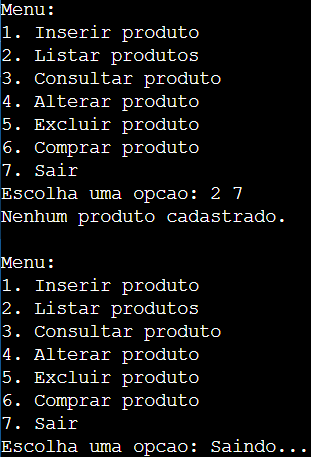 Menu:
1. Inserir produto
2. Listar produtos
3. Consultar produto
4. Alterar produto
5. Excluir produto
6. Comprar produto
7. Sair
Escolha uma opcao: 2 7
Nenhum produto cadastrado.
Menu:
1. Inserir produto
2. Listar produtos
3. Consultar produto
4. Alterar produto
5. Excluir produto
6. Comprar produto
7. Sair
Escolha uma opcao: Saindo...